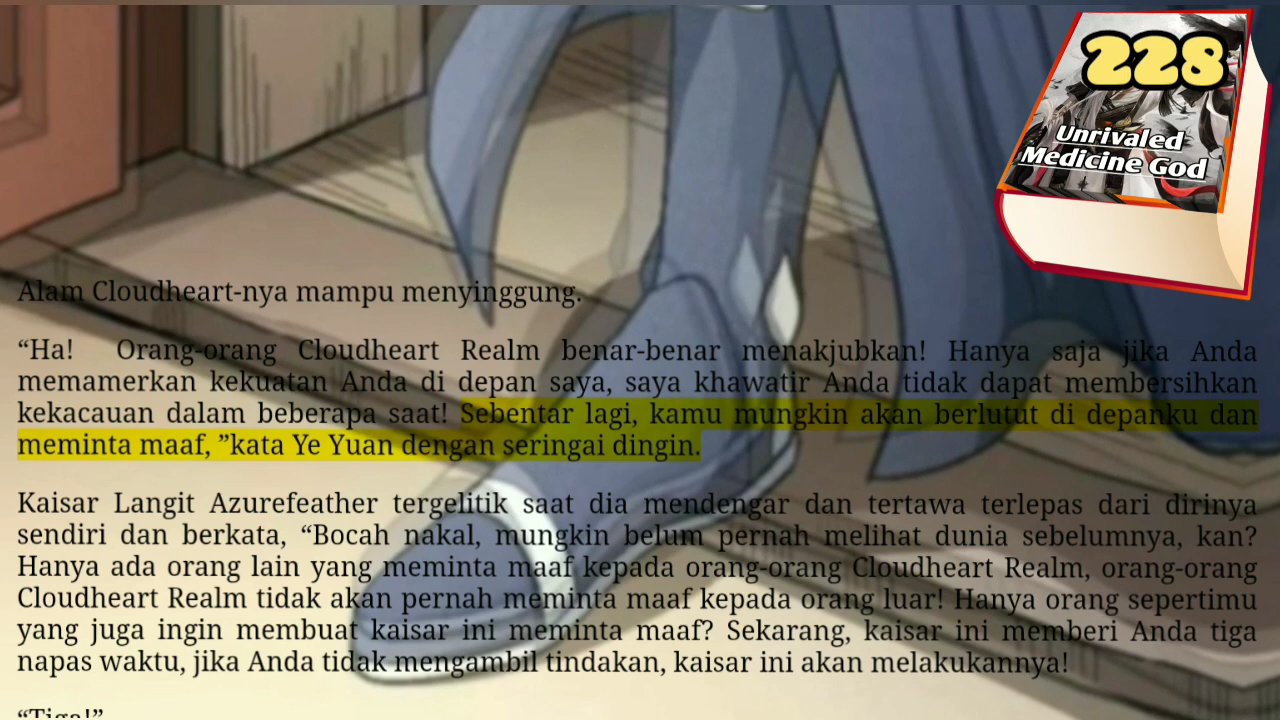 228
Unrivaled
Medicine God
Alam Cloudheart-nya mampu menyinggung.
“Ha! Orang-orang Cloudheart Realm benar-benar menakjubkan! Hanya saja jika Anda
memamerkan kekuatan Anda di depan saya, saya khawatir Anda tidak dapat membersihkan
kekacauan dalam beberapa saat! Sebentar lagi, kamu mungkin akan berlutut di depanku dan
meminta maaf, ”kata Ye Yuan dengan seringai dingin.
Kaisar Langit Azurefeather tergelitik saat dia mendengar dan tertawa terlepas dari dirinya
sendiri dan berkata, “Bocah nakal, mungkin belum pernah melihat dunia sebelumnya, kan?
Hanya ada orang lain yang meminta maaf kepada orang-orang Cloudheart Realm, orang-orang
Cloudheart Realm tidak akan pernah meminta maaf kepada orang luar! Hanya orang sepertimu
yang juga ingin membuat kaisar ini meminta maaf? Sekarang, kaisar ini memberi Anda tiga
napas waktu, jika Anda tidak mengambil tindakan, kaisar ini akan melakukannya!
“Tiga!”